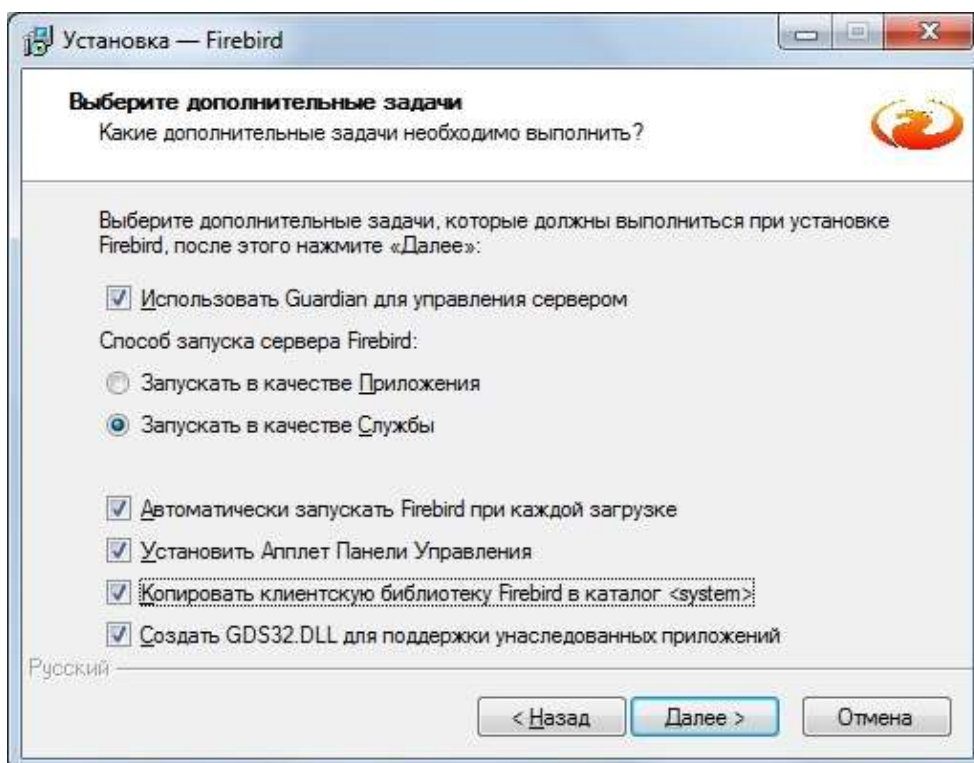 Установка — Firebird
Выберите дополнительные задачи
Какие дополнительные задачи необходимо выполнить?
Выберите дополнительные задачи, которые должны выполниться при установке
Firebird, после этого нажмите «Далее»:
Использовать Guardian для управления сервером
Способ запуска сервера Firebird:
Запускать в качестве Приложения
Запускать в качестве Службы
Автоматически запускать Firebird при каждой загрузке
Установить Апплет Панели Управления
Копировать клиентскую библиотеку Firebird в каталог <system>
Создать GDS32.DLL для поддержки унаследованных приложений
Русский
< Назад
Далее >
Отмена